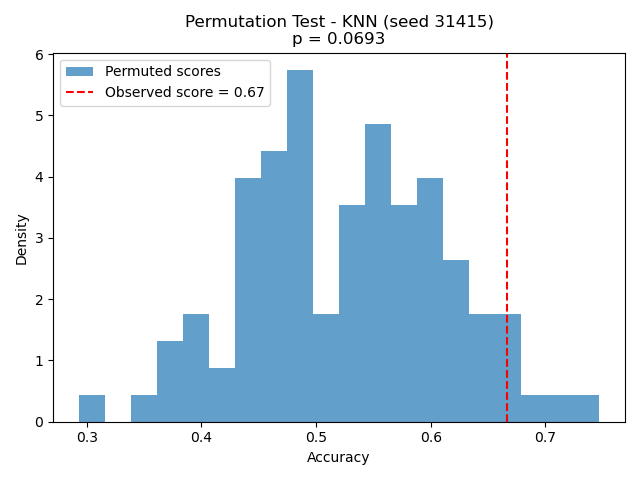 Permutation Test - KNN (seed 31415)
p = 0.0693
Permuted scores
Observed score = 0.67
6
5
4
3
2
1
0
Density
0.3
0.4
0.5
0.6
0.7
Accuracy